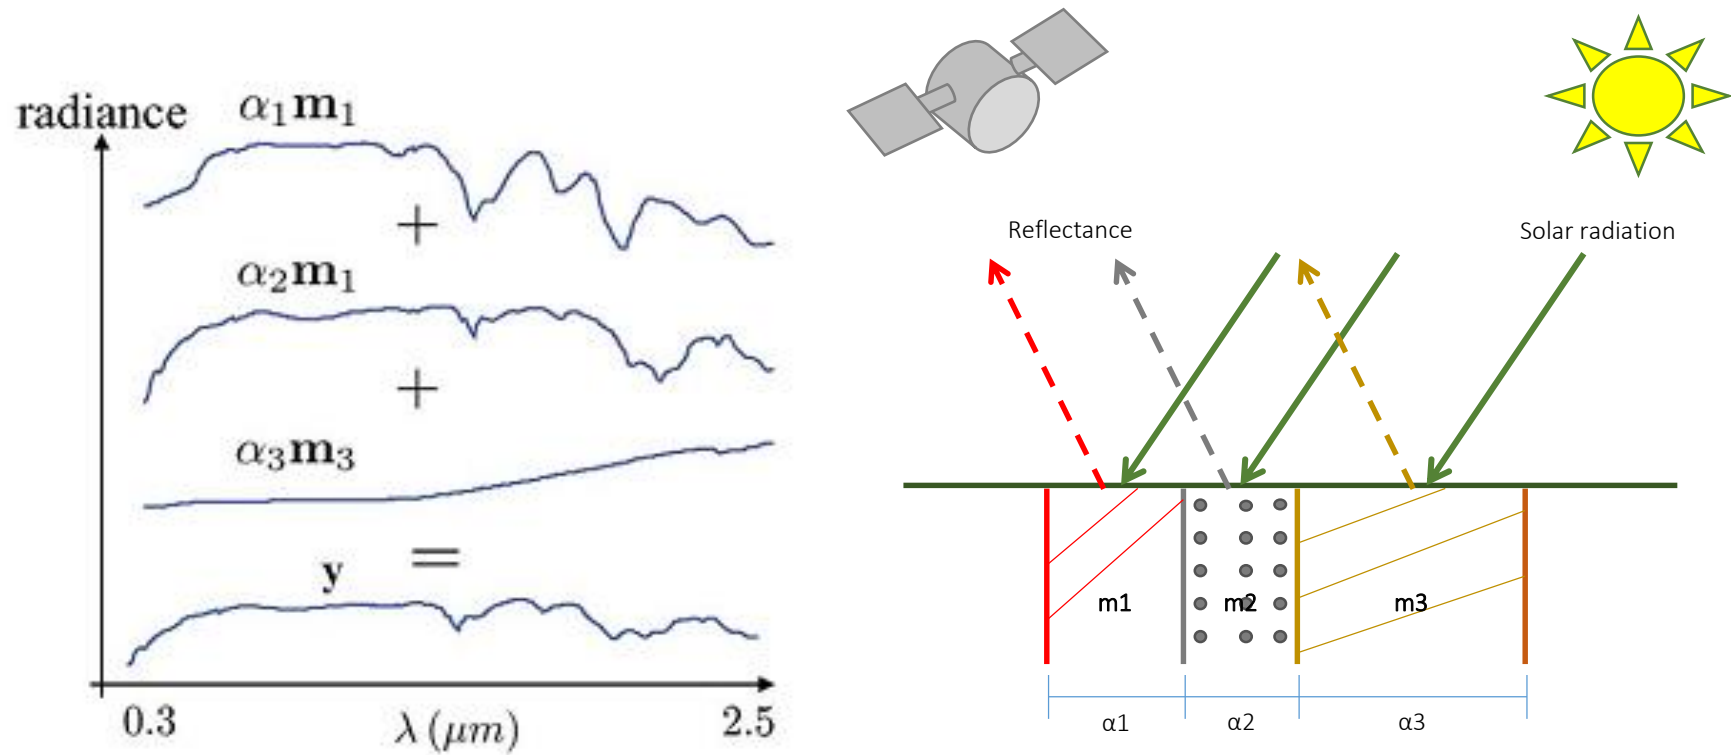 radiance
α₁m₁
+
α₂m₁
+
α₃m₃
=
y
0.3
λ (μm)
2.5
Reflectance
Solar radiation
m1
m2
m3
α1
α2
α3